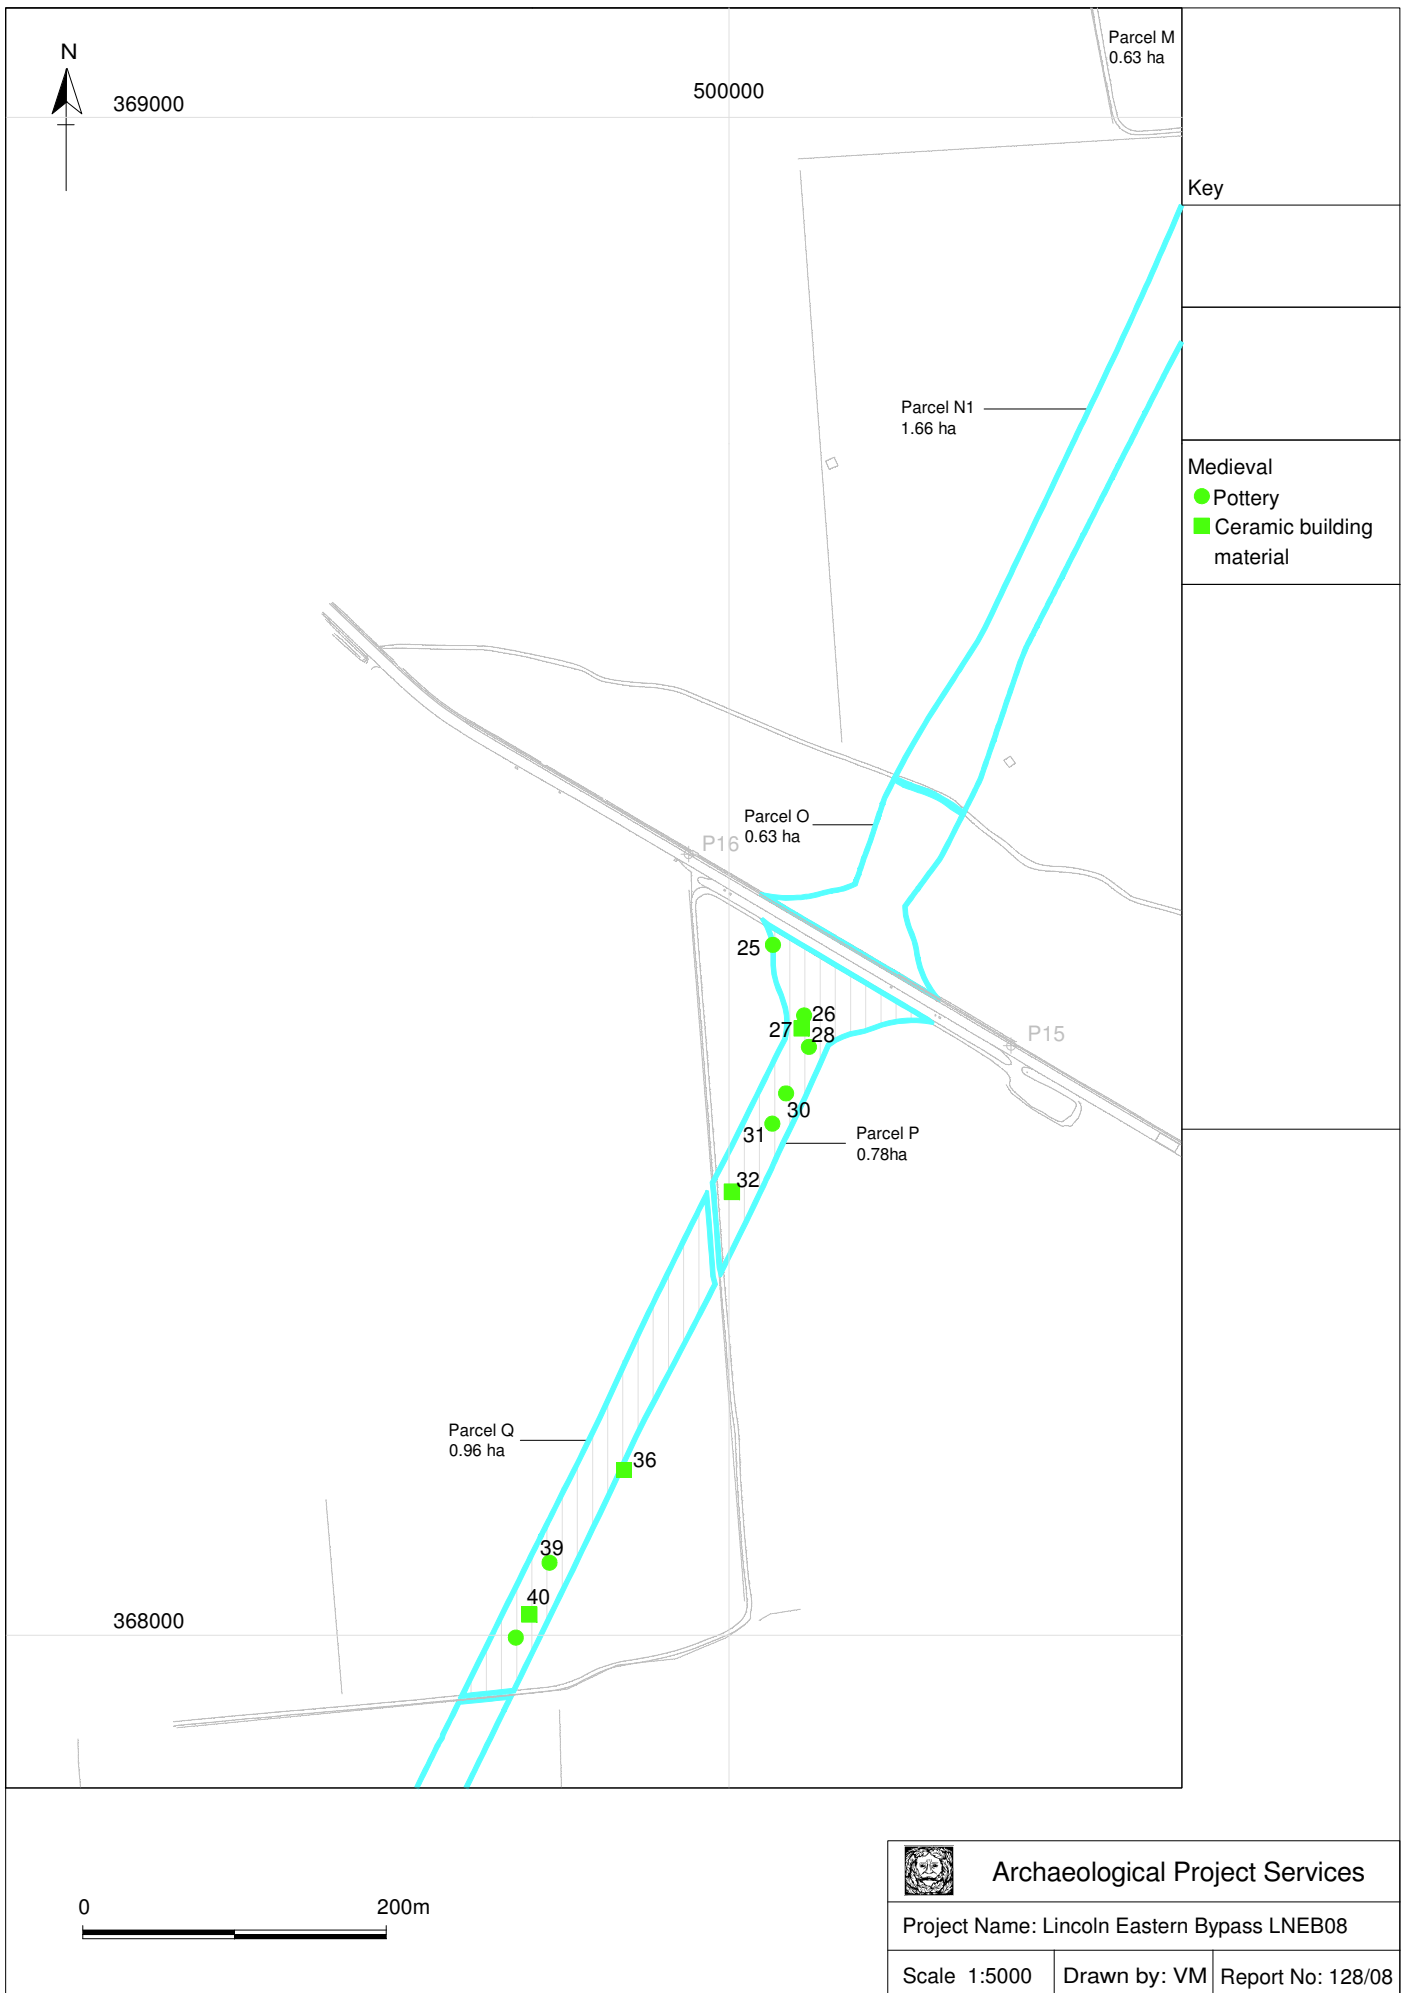 N
369000
500000
Parcel M
0.63 ha
Key
Parcel N1
1.66 ha
Medieval
Pottery
Ceramic building
material
Parcel O
0.63 ha
P16
25
26
27
28
P15
30
31
Parcel P
0.78ha
32
Parcel Q
0.96 ha
36
39
40
368000
0 200m
Archaeological Project Services
Project Name: Lincoln Eastern Bypass LNEB08
Scale 1:5000 Drawn by: VM Report No: 128/08